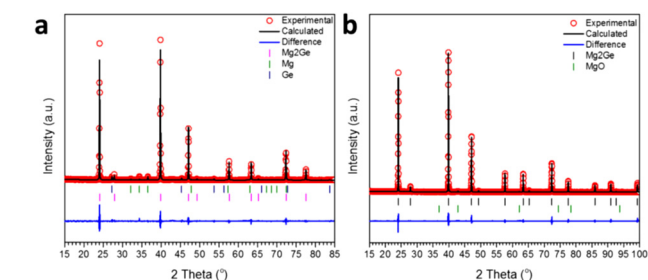 a
Experimental
Calculated
Difference
Mg2Ge
Mg
Ge
Intensity (a.u.)
15 20 25 30 35 40 45 50 55 60 65 70 75 80 85
2 Theta (°)
b
Experimental
Calculated
Difference
Mg2Ge
MgO
Intensity (a.u.)
15 20 25 30 35 40 45 50 55 60 65 70 75 80 85 90 95 100
2 Theta (°)